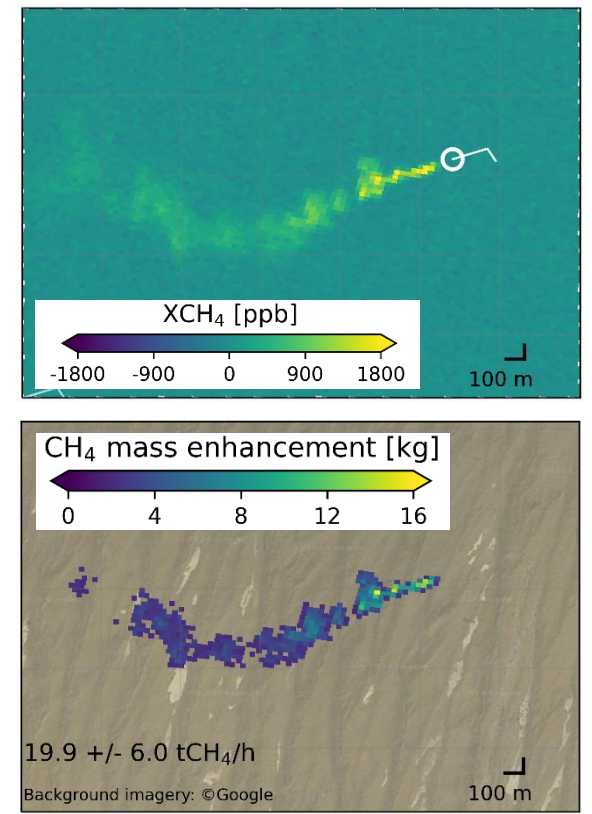 XCH₄ [ppb]
-1800 -900 0 900 1800
100 m
CH₄ mass enhancement [kg]
0 4 8 12 16
19.9 +/- 6.0 tCH₄/h
100 m
Background imagery: ©Google